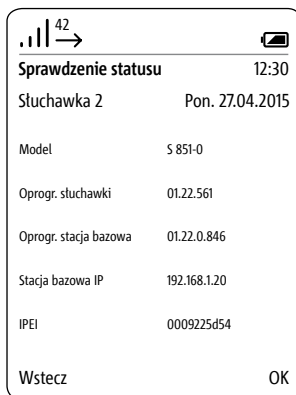 42
Sprawdzenie statusu 12:30
Słuchawka 2 Pon. 27.04.2015
Model S 851-0
Oprogr. słuchawki 01.22.561
Oprogr. stacja bazowa 01.22.0.846
Stacja bazowa IP 192.168.1.20
IPEI 0009225d54
Wstecz OK